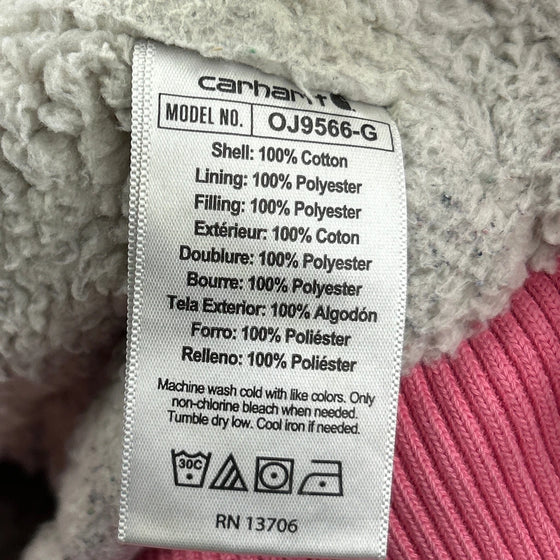 carhartt
MODEL NO. OJ9566-G
Shell: 100% Cotton
Lining: 100% Polyester
Filling: 100% Polyester
Extérieur: 100% Coton
Doublure: 100% Polyester
Bourre: 100% Polyester
Tela Exterior: 100% Algodón
Forro: 100% Poliéster
Relleno: 100% Poliéster
Machine wash cold with like colors. Only
non-chlorine bleach when needed.
Tumble dry low. Cool iron if needed.
30C
RN 13706